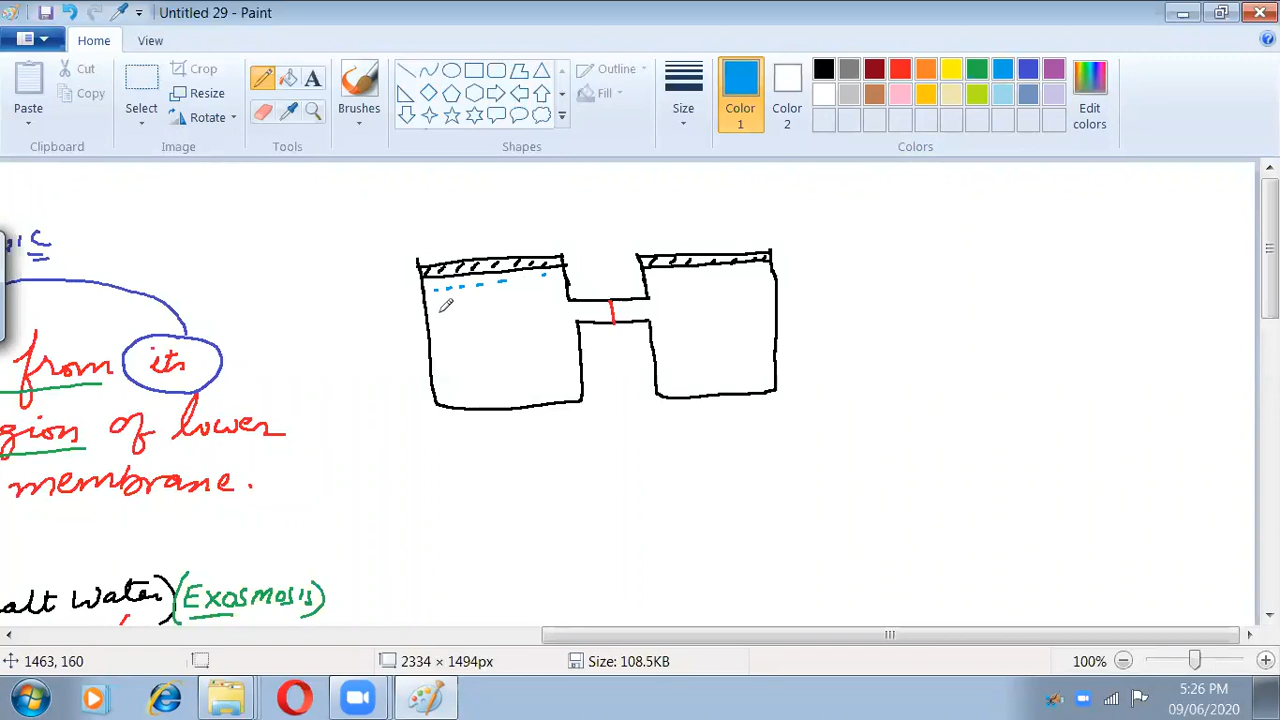 Untitled 29 - Paint
Home View
Paste
Cut
Copy
Clipboard
Select
Crop
Resize
Rotate
Image
A
Tools
Brushes
Outline
Fill
Shapes
Size
Color 1
Color 2
Edit colors
Colors
ic
from its
gion of lower
membrane.
alt Water) (Exosmosis)
1463, 160
2334 × 1494px
Size: 108.5KB
100%
5:26 PM
09/06/2020